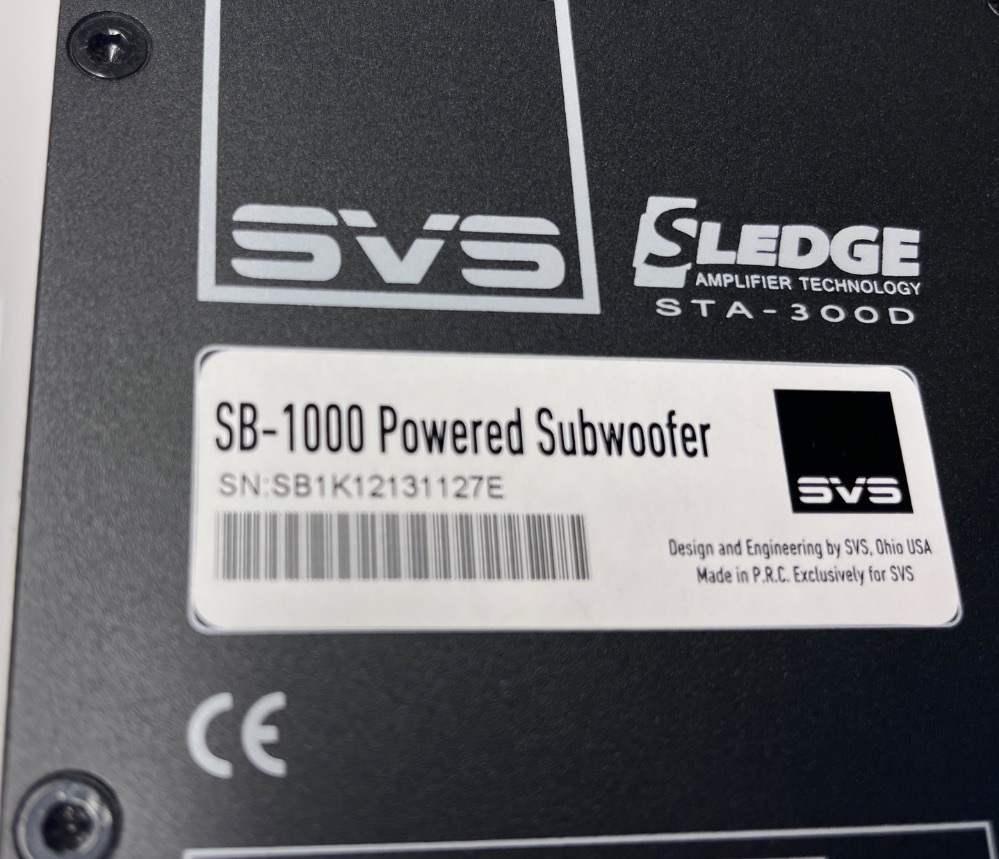 SVS
SLEDGE
AMPLIFIER TECHNOLOGY
STA-300D
SB-1000 Powered Subwoofer
SN:SB1K12131127E
SVS
Design and Engineering by SVS, Ohio USA
Made in P.R.C. Exclusively for SVS
CE